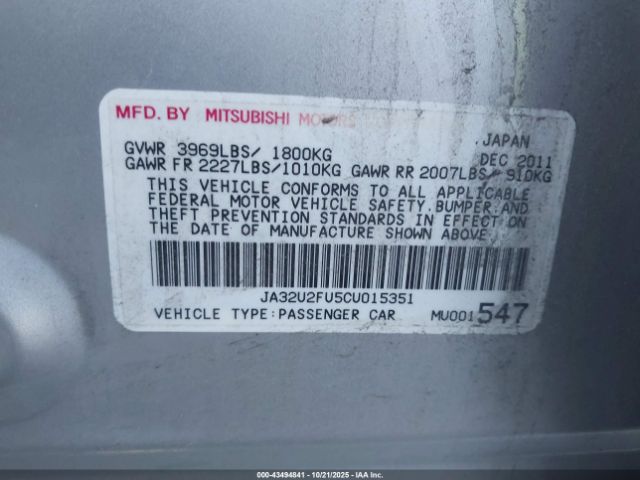 MFD. BY MITSUBISHI MOTORS
JAPAN
GVWR 3969LBS/ 1800KG DEC 2011
GAWR FR 2227LBS/1010KG GAWR RR 2007LBS/ 910KG
THIS VEHICLE CONFORMS TO ALL APPLICABLE
FEDERAL MOTOR VEHICLE SAFETY,BUMPER,AND
THEFT PREVENTION STANDARDS IN EFFECT ON
THE DATE OF MANUFACTURE SHOWN ABOVE.
JA32U2FU5CU015351
VEHICLE TYPE:PASSENGER CAR MU001547
000-43494841 - 10/21/2025 - IAAI, Inc.